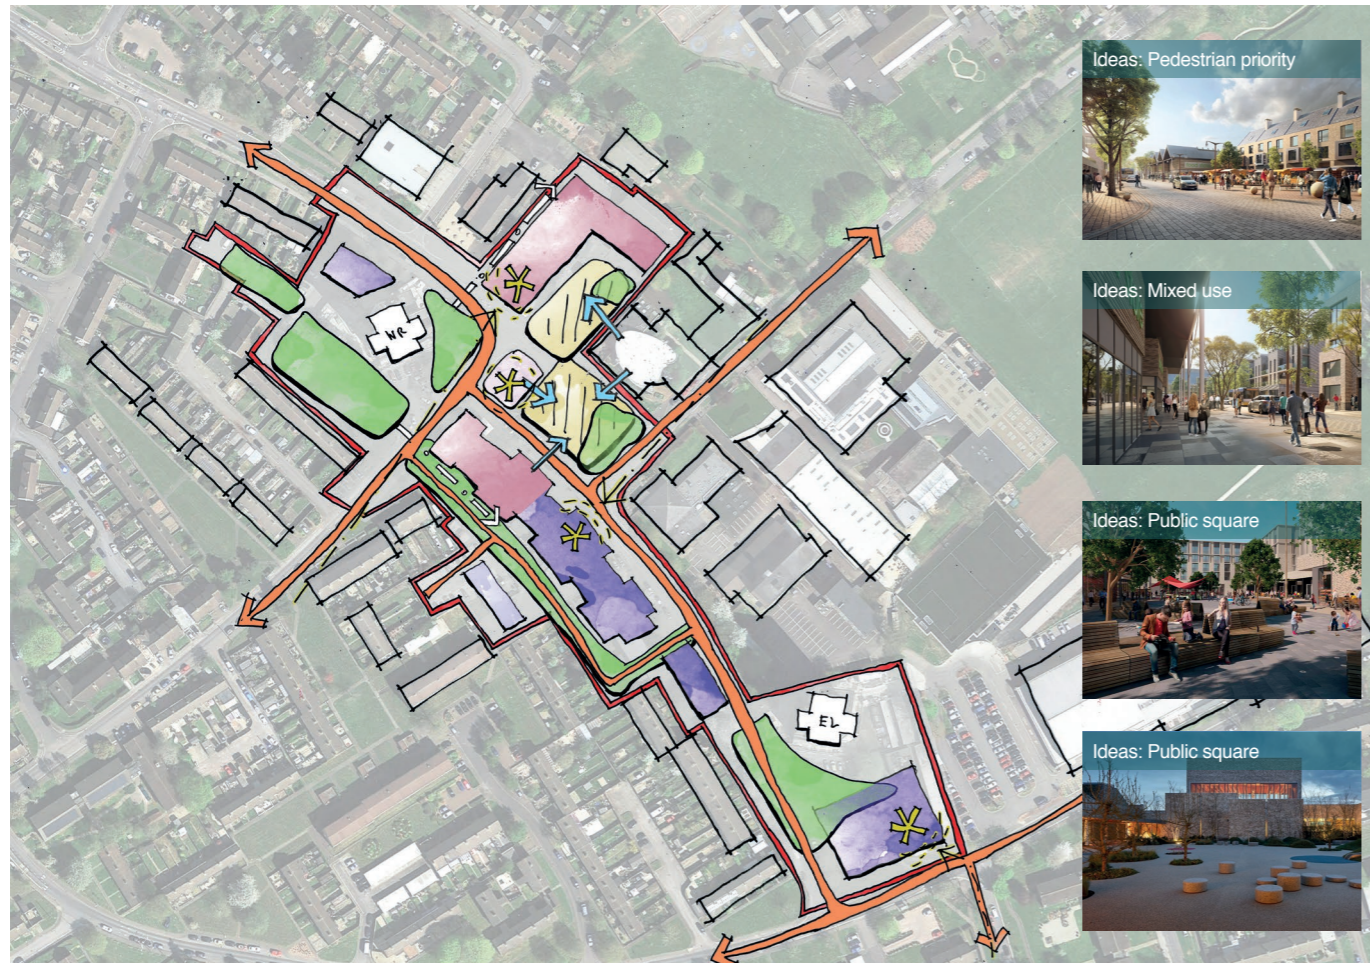 Ideas: Pedestrian priority
Ideas: Mixed use
WR
Ideas: Public square
EL
Ideas: Public square